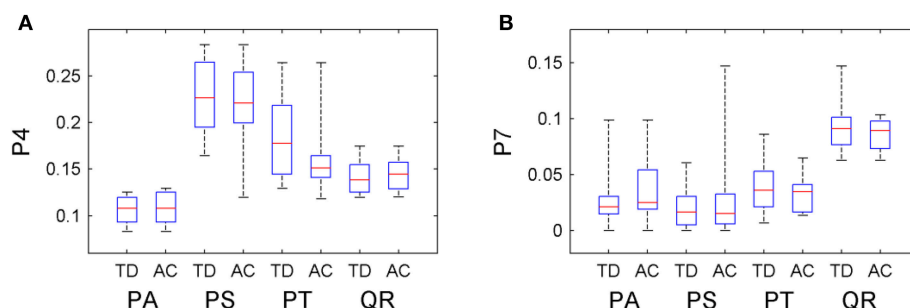 A
B
P4
0.25
0.2
0.15
0.1
TD AC TD AC TD AC TD AC
PA PS PT QR
P7
0.15
0.1
0.05
0
TD AC TD AC TD AC TD AC
PA PS PT QR